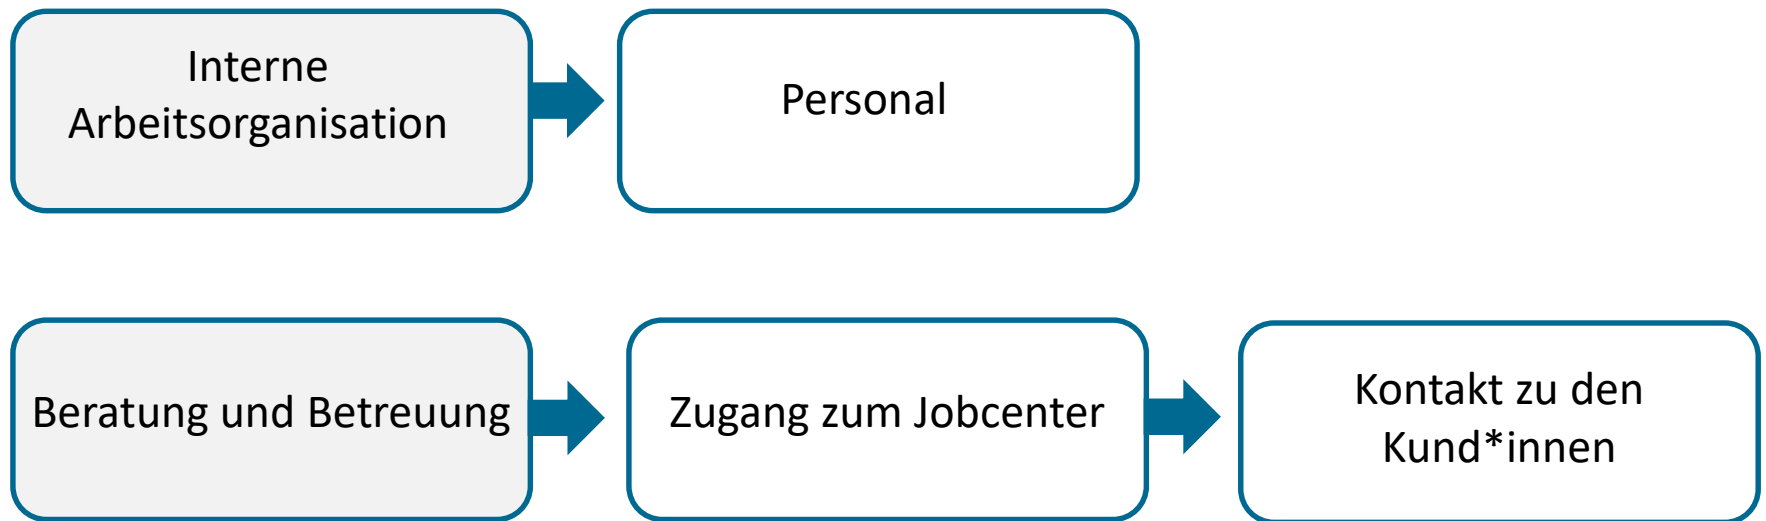 Interne
Arbeitsorganisation
Personal
Beratung und Betreuung
Zugang zum Jobcenter
Kontakt zu den
Kund*innen